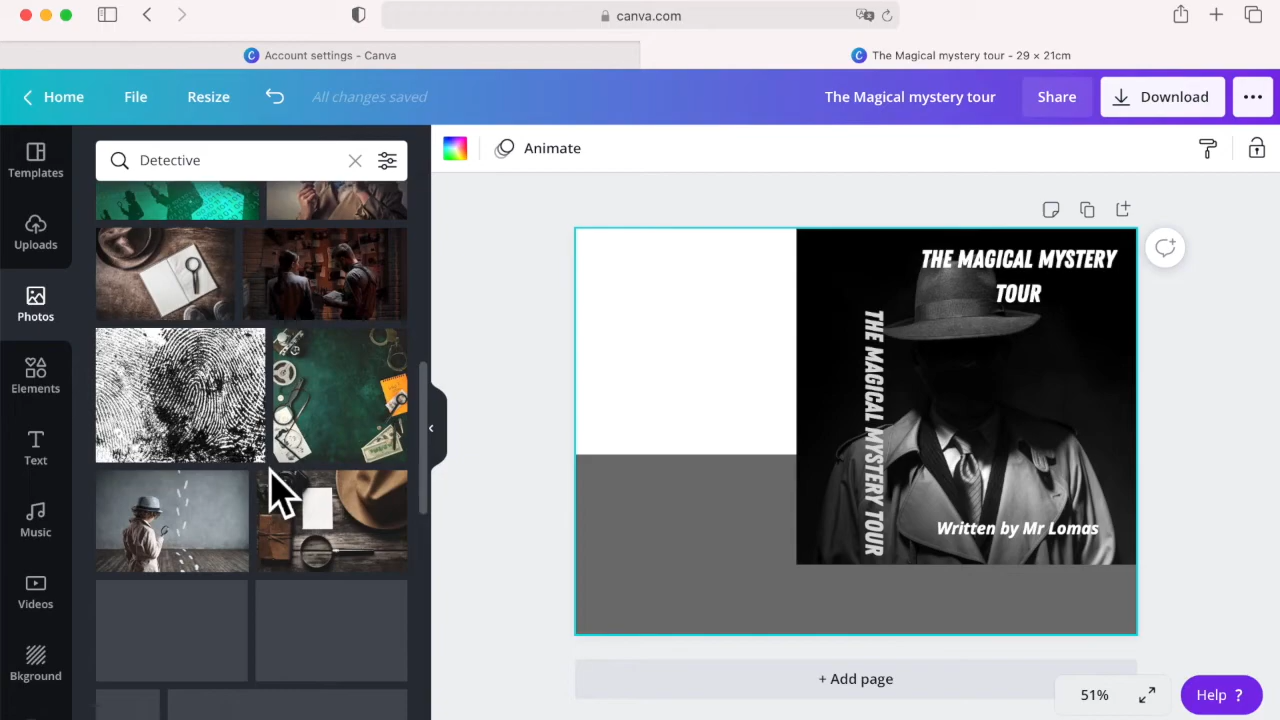 canva.com
Account settings - Canva
The Magical mystery tour - 29 × 21cm
Home
File
Resize
All changes saved
The Magical mystery tour
Share
Download
Templates
Uploads
Photos
Elements
Text
Music
Videos
Bkground
Detective
Animate
THE MAGICAL MYSTERY
TOUR
THE MAGICAL MYSTERY TOUR
Written by Mr Lomas
+ Add page
51%
Help ?